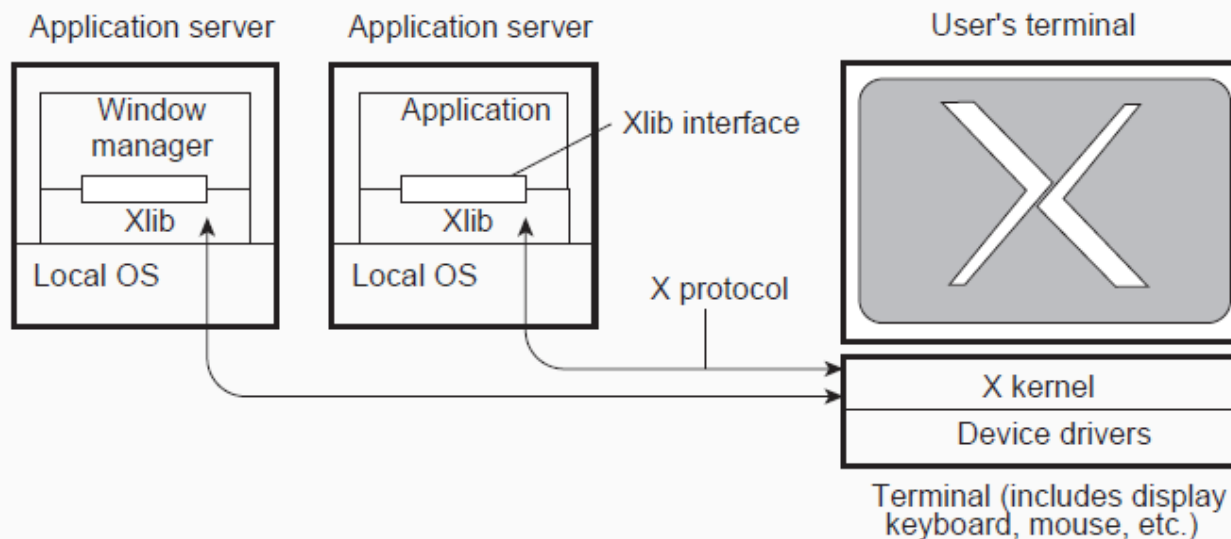 Application server
Application server
User's terminal
Window
manager
Xlib
Local OS
Application
Xlib interface
Xlib
Local OS
X protocol
X kernel
Device drivers
Terminal (includes display
keyboard, mouse, etc.)